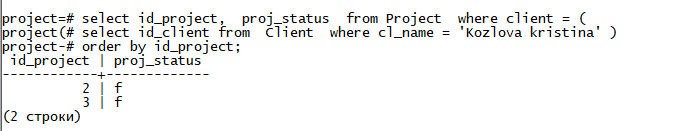 project=# select id_project,  proj_status  from Project  where client = (
project(# select id_client from  Client  where cl_name = 'Kozlova kristina' )
project-# order by id_project;
 id_project | proj_status
------------+-------------
          2 | f
          3 | f
(2 строки)